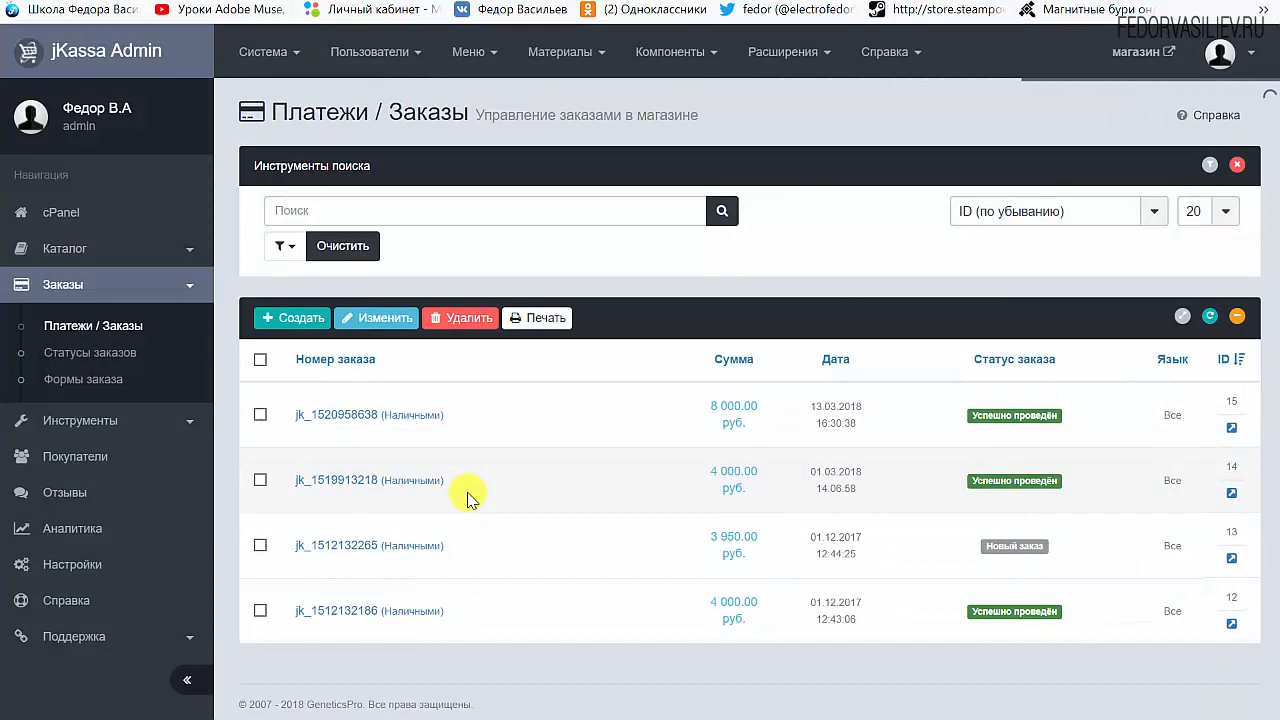 Школа Федора Васи
Уроки Adobe Muse,
Личный кабинет - М
Федор Васильев
(2) Одноклассники
fedor (@electrofedor
http://store.steampo
Магнитные бури он
FEDORVASILIEV.RU
jKassa Admin
Система
Пользователи
Меню
Материалы
Компоненты
Расширения
Справка
магазин
Федор В.А
admin
Платежи / Заказы Управление заказами в магазине
Справка
Навигация
cPanel
Каталог
Заказы
Платежи / Заказы
Статусы заказов
Формы заказа
Инструменты
Покупатели
Отзывы
Аналитика
Настройки
Справка
Поддержка
Инструменты поиска
Поиск
ID (по убыванию)
20
Очистить
Создать
Изменить
Удалить
Печать
Номер заказа
Сумма
Дата
Статус заказа
Язык
ID
jk_1520958638 (Наличными)
8 000.00
руб.
13.03.2018
16:30:38
Успешно проведён
Все
15
jk_1519913218 (Наличными)
4 000.00
руб.
01.03.2018
14:06:58
Успешно проведён
Все
14
jk_1512132265 (Наличными)
3 950.00
руб.
01.12.2017
12:44:25
Новый заказ
Все
13
jk_1512132186 (Наличными)
4 000.00
руб.
01.12.2017
12:43:06
Успешно проведён
Все
12
© 2007 - 2018 GeneticsPro. Все права защищены.